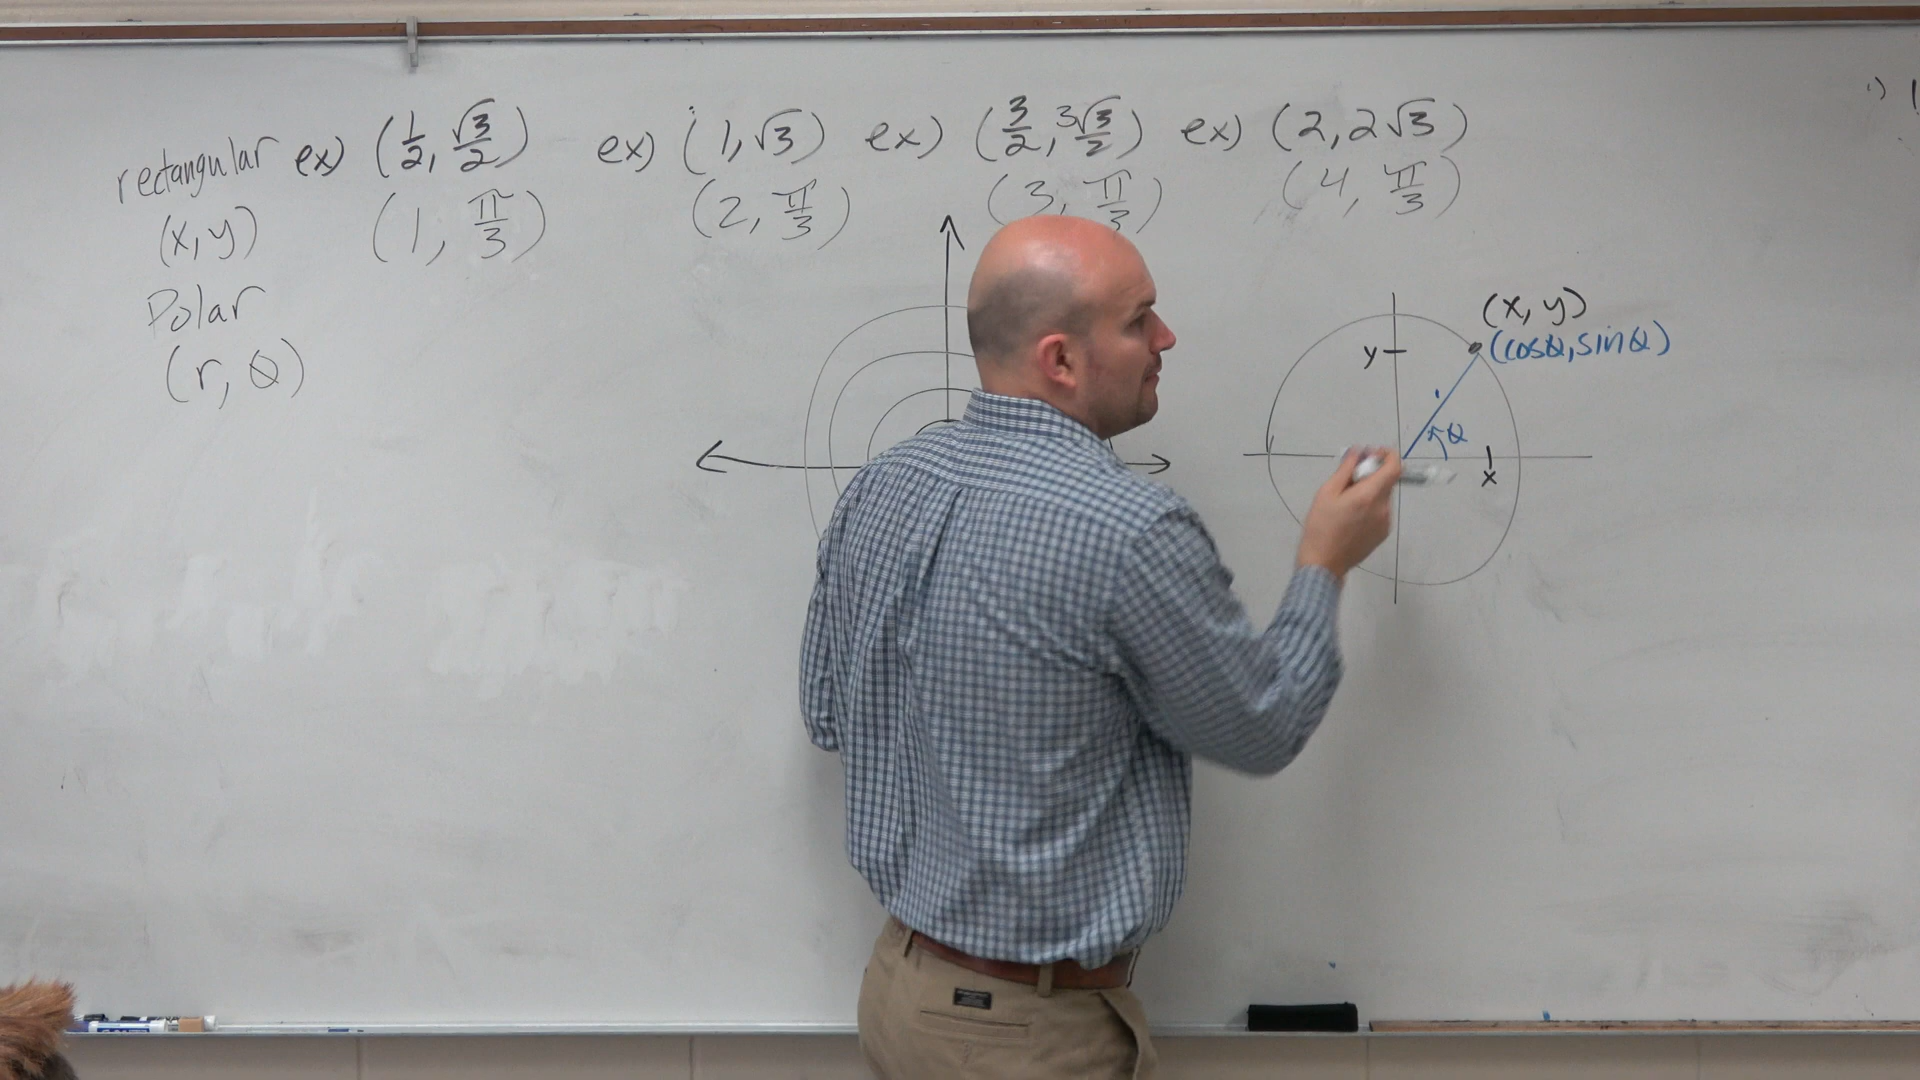 rectangular ex) (1/2, √3/2) ex) (1, √3) ex) (3/2, 3√3/2) ex) (2, 2√3)
(x, y) (1, π/3) (2, π/3) (3, π/3) (4, π/3)
Polar
(r, θ)
(x, y)
y (cosθ, sinθ)
θ
x